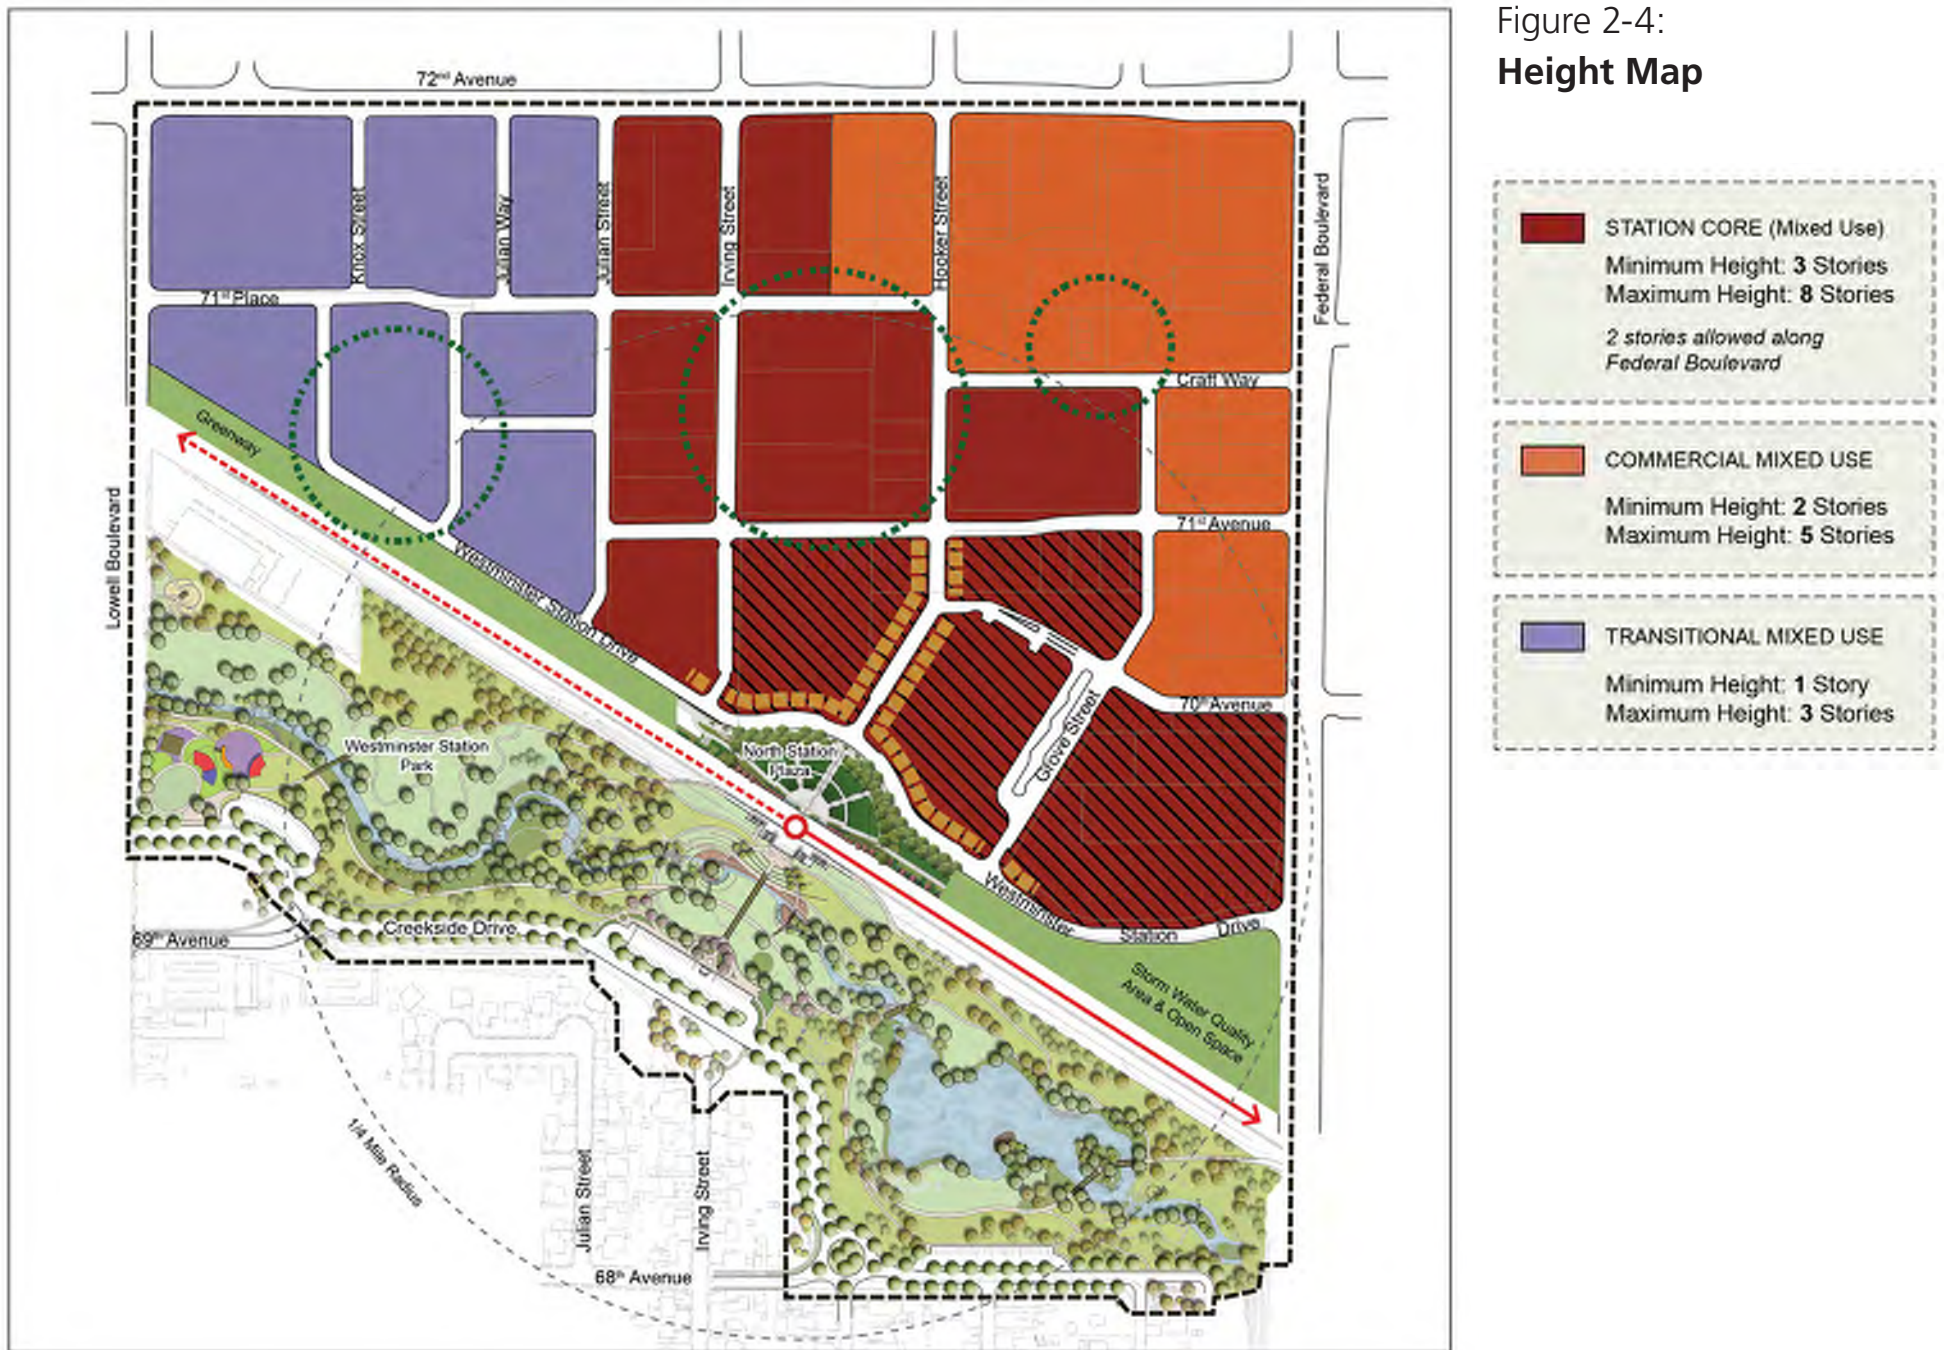 Figure 2-4:
Height Map
72nd Avenue
Knox Street
Julian Way
Julian Street
Irving Street
Hooker Street
Federal Boulevard
71st Place
Craft Way
Greenway
71st Avenue
Lowell Boulevard
Westminster Station Drive
70th Avenue
Grove Street
Westminster Station
Park
North Station
Plaza
Westminster Station Drive
69th Avenue
Creekside Drive
Storm Water Quality
Area & Open Space
1/4 Mile Radius
Julian Street
Irving Street
68th Avenue
STATION CORE (Mixed Use)
Minimum Height: 3 Stories
Maximum Height: 8 Stories
2 stories allowed along
Federal Boulevard
COMMERCIAL MIXED USE
Minimum Height: 2 Stories
Maximum Height: 5 Stories
TRANSITIONAL MIXED USE
Minimum Height: 1 Story
Maximum Height: 3 Stories